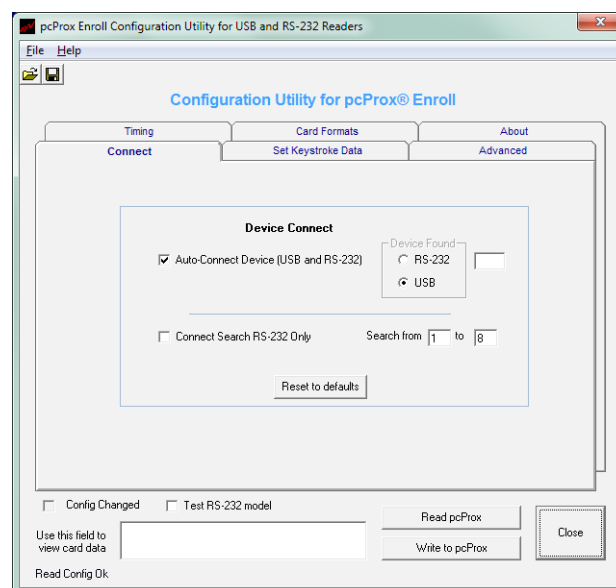 pcProx Enroll Configuration Utility for USB and RS-232 Readers
File Help
Configuration Utility for pcProx® Enroll
Timing Card Formats About
Connect Set Keystroke Data Advanced
Device Connect
Device Found
Auto-Connect Device (USB and RS-232) RS-232
USB
Connect Search RS-232 Only Search from 1 to 8
Reset to defaults
Config Changed Test RS-232 model
Read pcProx
Use this field to
view card data
Close
Write to pcProx
Read Config Ok